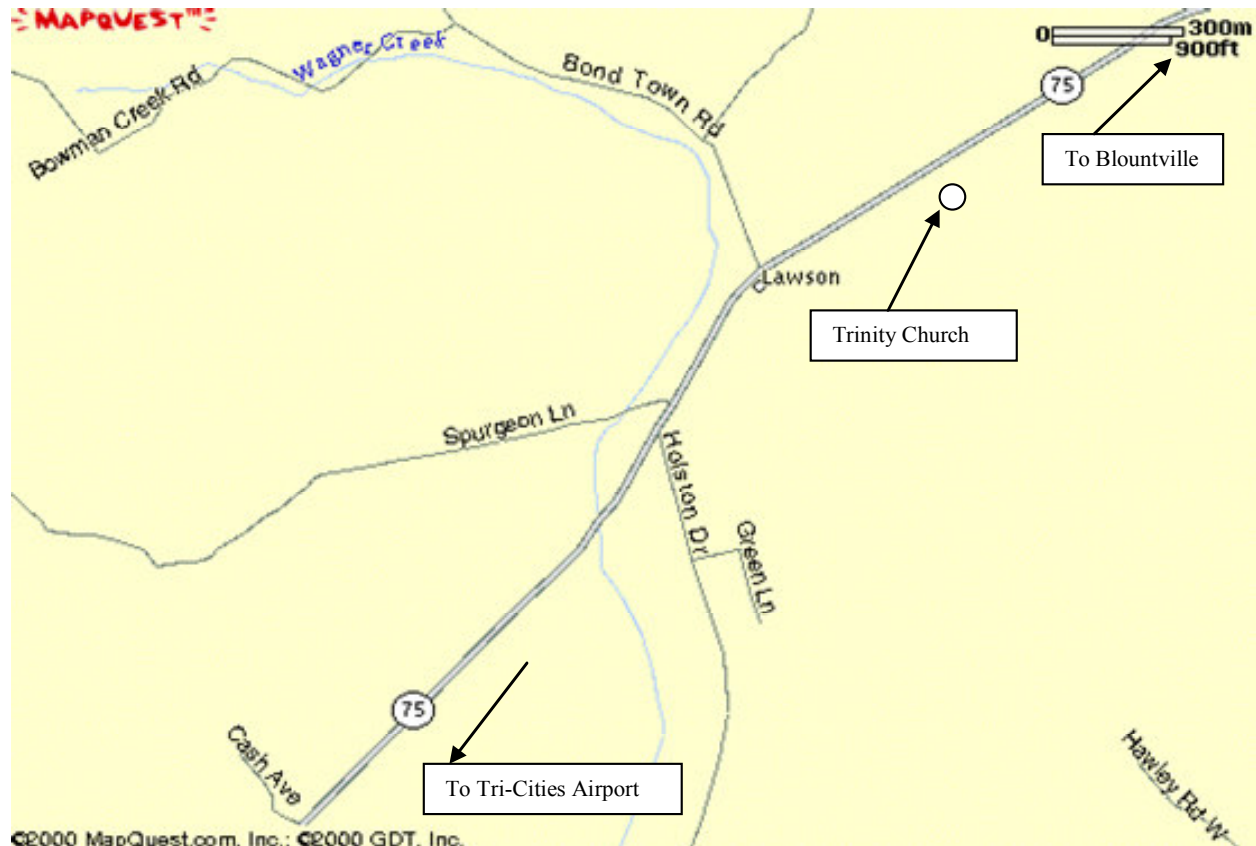 MAPQUEST™
0 300m
900ft
Wagner Creek
Bond Town Rd
Bowman Creek Rd
75
To Blountville
Lawson
Trinity Church
Spurgeon Ln
Holston Dr
Green Ln
75
Cash Ave
To Tri-Cities Airport
Hawley Rd W
©2000 MapQuest.com, Inc.; ©2000 GDT, Inc.